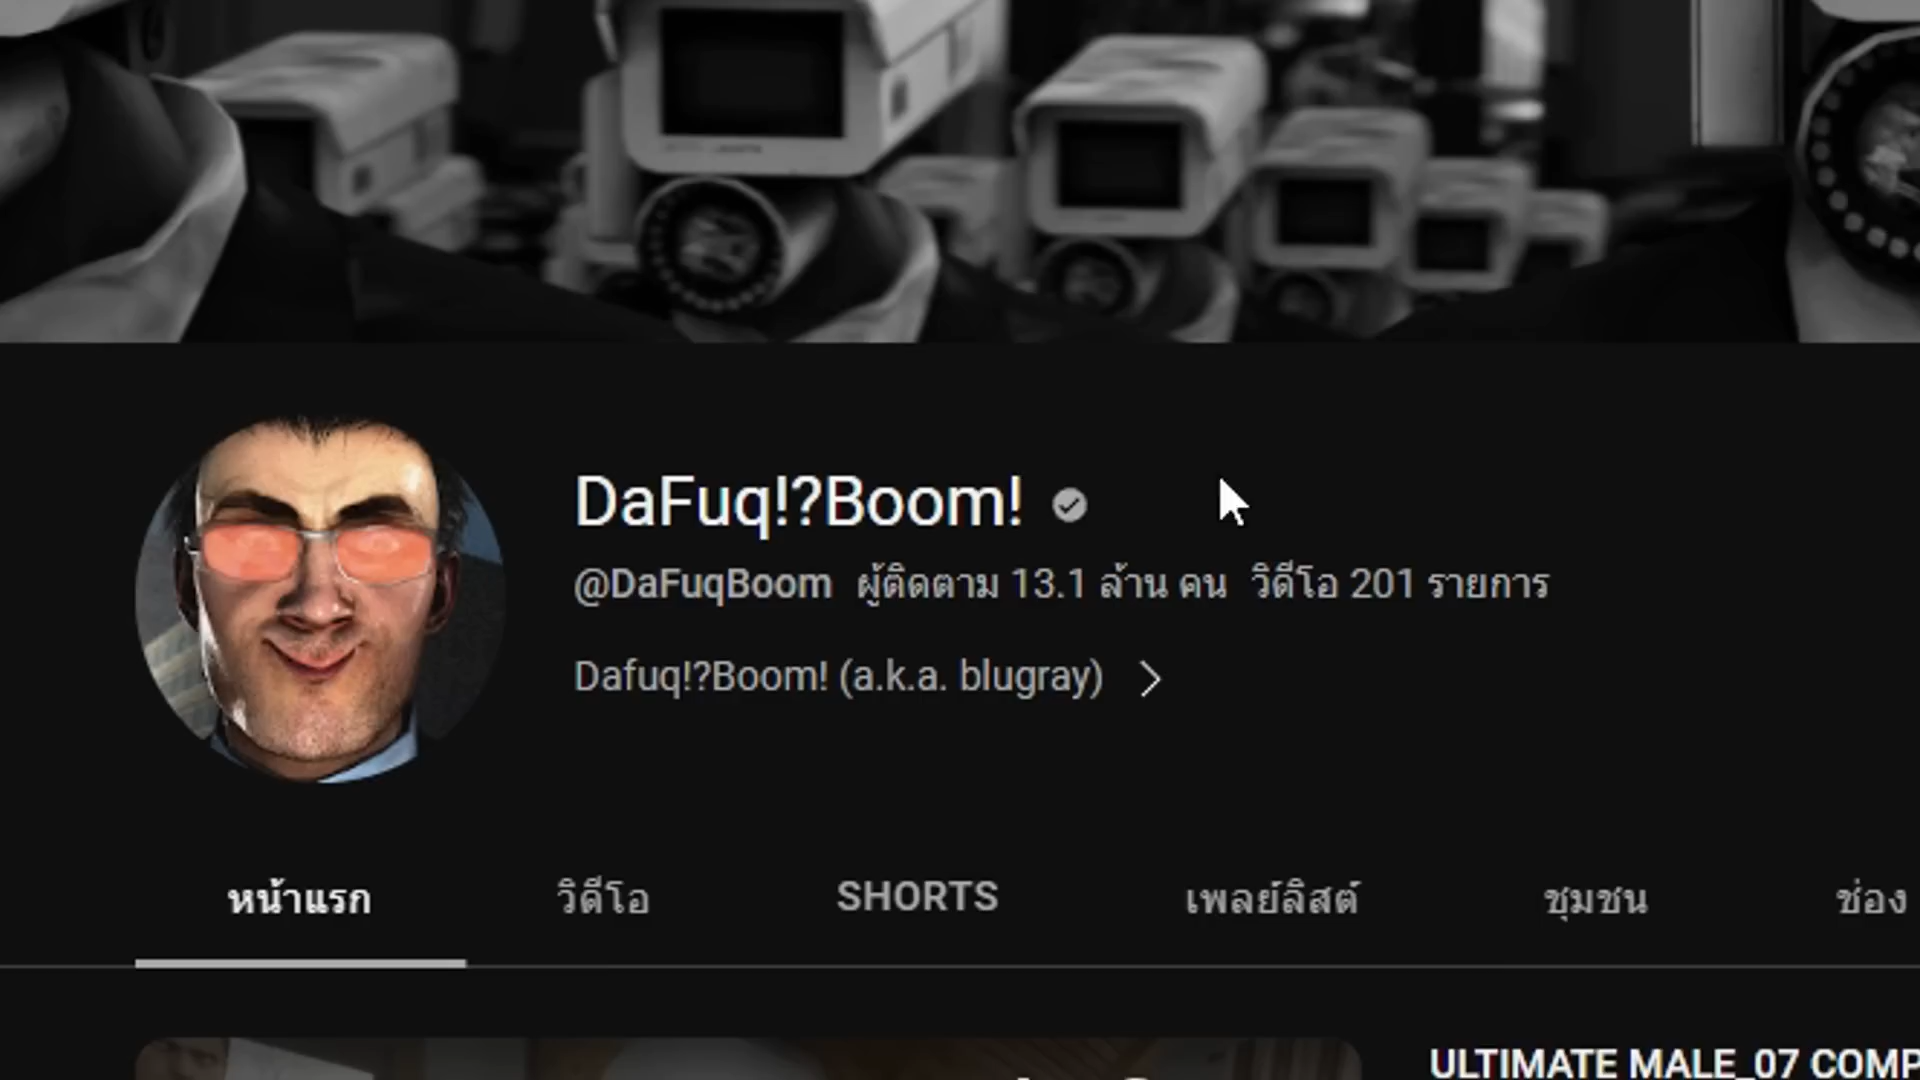 DaFuq!?Boom!
@DaFuqBoom ผู้ติดตาม 13.1 ล้าน คน วิดีโอ 201 รายการ
Dafuq!?Boom! (a.k.a. blugray)
หน้าแรก วิดีโอ SHORTS เพลย์ลิสต์ ชุมชน ช่อง
ULTIMATE MALE_07 COMP